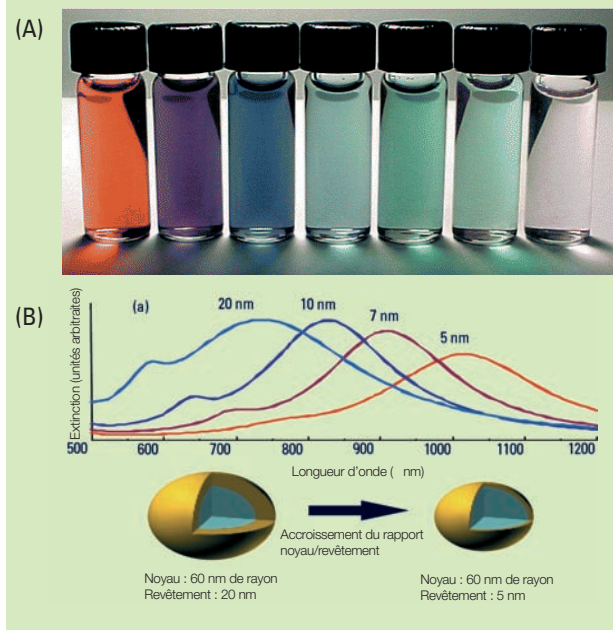 (A)
(B)
(a)
20 nm
10 nm
7 nm
5 nm
Extinction (unités arbitraites)
500 600 700 800 900 1000 1100 1200
Longueur d'onde ( nm)
Accroissement du rapport
noyau/revêtement
Noyau : 60 nm de rayon
Revêtement : 20 nm
Noyau : 60 nm de rayon
Revêtement : 5 nm